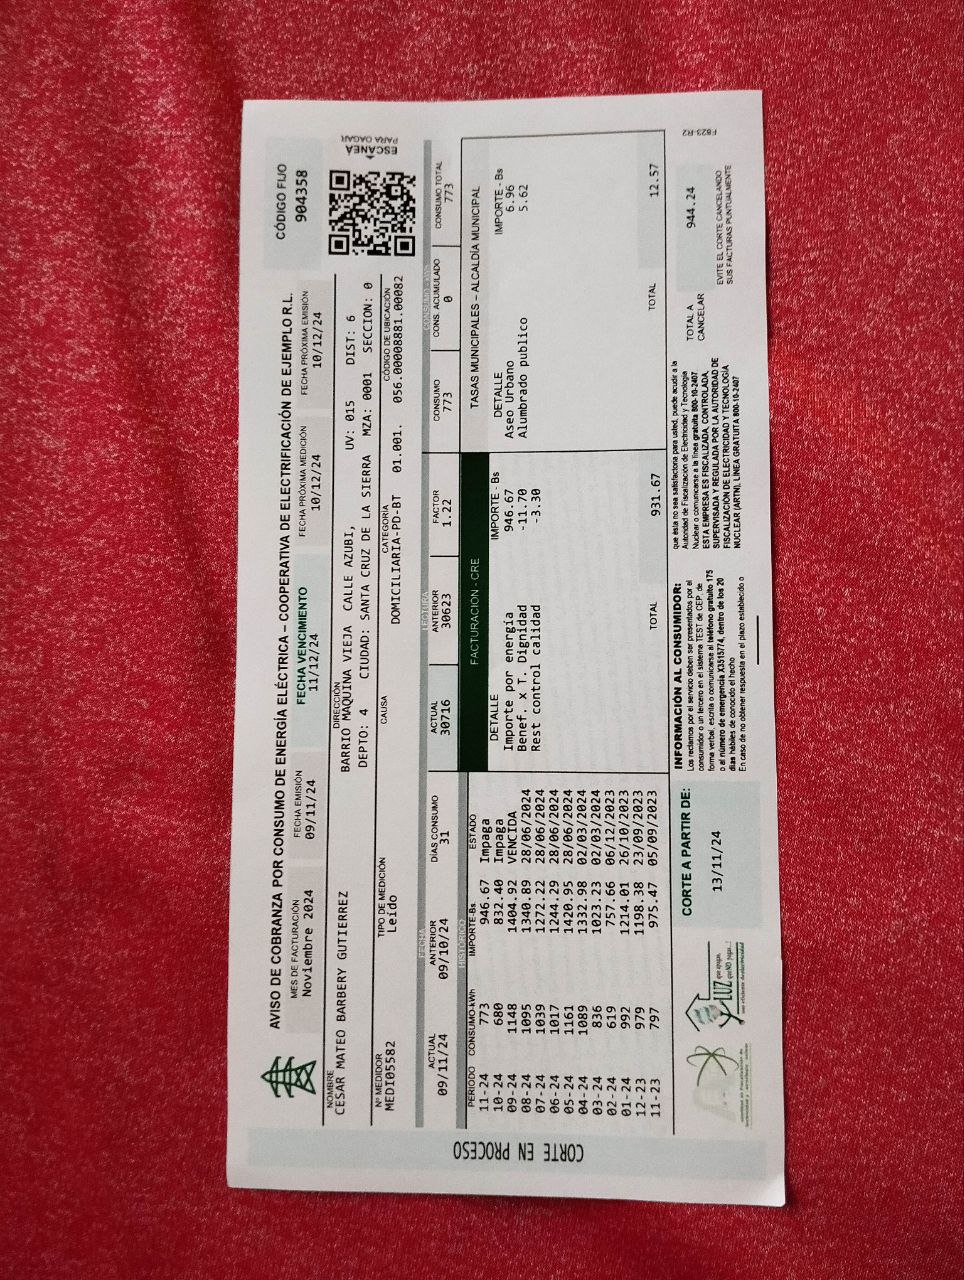 AVISO DE COBRANZA POR CONSUMO DE ENERGÍA ELÉCTRICA – COOPERATIVA DE ELECTRIFICACIÓN DE EJEMPLO R.L.
CÓDIGO FIJO
904358
MES DE FACTURACIÓN
Noviembre 2024
FECHA EMISIÓN
09/11/24
FECHA VENCIMIENTO
11/12/24
FECHA PRÓXIMA MEDICIÓN
10/12/24
FECHA PRÓXIMA EMISIÓN
10/12/24
ESCANEA
PARA PAGAR
NOMBRE
CESAR MATEO BARBERY GUTIERREZ
DIRECCIÓN
BARRIO MAQUINA VIEJA CALLE AZUBI, UV: 015 DIST: 6
DEPTO: 4 CIUDAD: SANTA CRUZ DE LA SIERRA MZA: 0001 SECCION: 0
Nº MEDIDOR
MEDI05582
TIPO DE MEDICIÓN
Leído
CAUSA
CATEGORÍA
DOMICILIARIA-PD-BT
CÓDIGO DE UBICACIÓN
01.001. 056.00008881.00082
FECHA
LECTURA
CONSUMO - kWh
ACTUAL
09/11/24
ANTERIOR
09/10/24
DÍAS CONSUMO
31
ACTUAL
30716
ANTERIOR
30623
FACTOR
1.22
CONSUMO
773
CONS. ACUMULADO
0
CONSUMO TOTAL
773
HISTÓRICO
PERIODO CONSUMO-kWh IMPORTE-Bs ESTADO
11-24 773 946.67 Impaga
10-24 680 832.40 Impaga
09-24 1148 1404.92 VENCIDA
08-24 1095 1340.89 28/06/2024
07-24 1039 1272.22 28/06/2024
06-24 1017 1244.29 28/06/2024
05-24 1161 1420.95 28/06/2024
04-24 1089 1332.98 02/03/2024
03-24 836 1023.23 02/03/2024
02-24 619 757.66 06/12/2023
01-24 992 1214.01 26/10/2023
12-23 979 1198.38 23/09/2023
11-23 797 975.47 05/09/2023
FACTURACION - CRE
DETALLE IMPORTE - Bs
Importe por energía 946.67
Benef. x T. Dignidad -11.70
Rest control calidad -3.30
TOTAL 931.67
TASAS MUNICIPALES – ALCALDÍA MUNICIPAL
DETALLE IMPORTE - Bs
Aseo Urbano 6.96
Alumbrado publico 5.62
TOTAL 12.57
LUZ que apaga,
luz que NO paga...!
CORTE A PARTIR DE:
13/11/24
INFORMACIÓN AL CONSUMIDOR:
Los reclamos por el servicio deben ser presentados por el
consumidor o un tercero en el sistema TEST de CEP, de
forma verbal, escrita o comunicarse al teléfono gratuito 175
o al número de emergencia X3515774, dentro de los 20
días hábiles de conocido el hecho
En caso de no obtener respuesta en el plazo establecido o
que ésta no sea satisfactoria para usted, puede acudir a la
Autoridad de Fiscalización de Electricidad y Tecnología
Nuclear o comunicarse a la línea gratuita 800-10-2407.
ESTA EMPRESA ES FISCALIZADA, CONTROLADA,
SUPERVISADA Y REGULADA POR LA AUTORIDAD DE
FISCALIZACIÓN DE ELECTRICIDAD Y TECNOLOGÍA
NUCLEAR (AETN), LINEA GRATUITA 800-10-2407
TOTAL A
CANCELAR
944.24
EVITE EL CORTE CANCELANDO
SUS FACTURAS PUNTUALMENTE
F823-R2
CORTE EN PROCESO